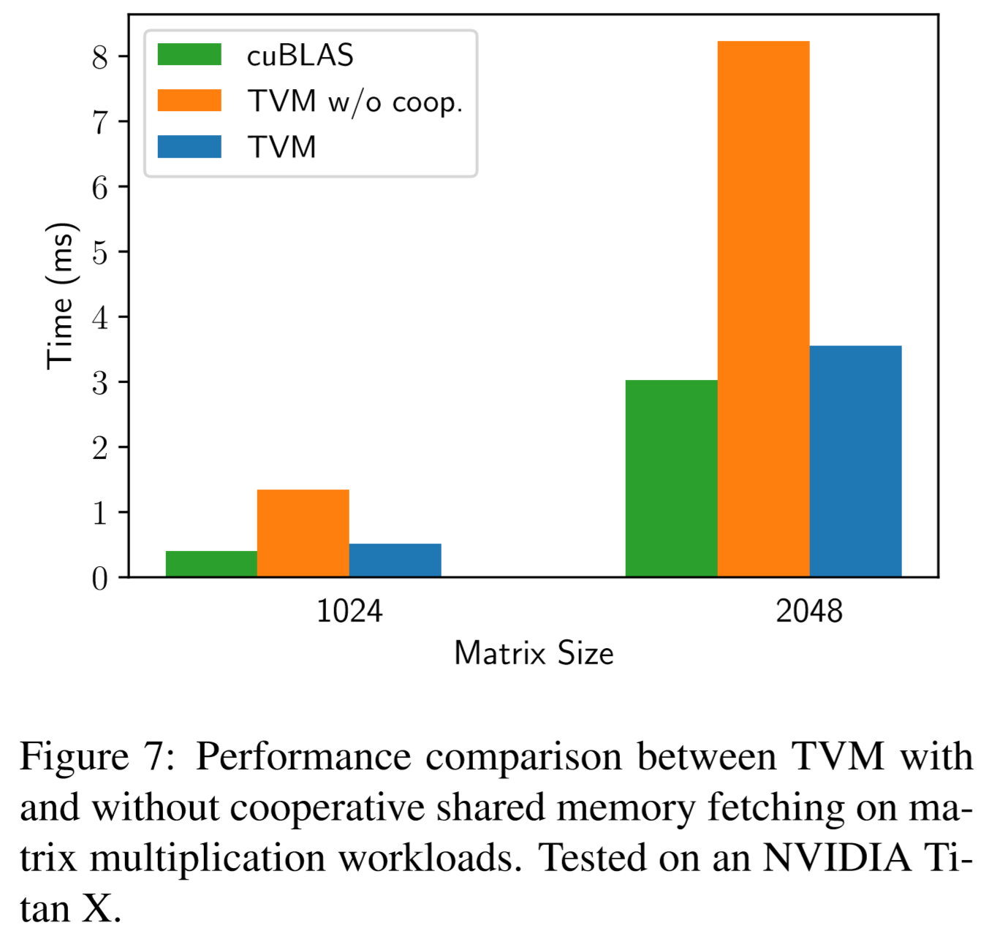 cuBLAS
TVM w/o coop.
TVM
8
7
6
5
4
3
2
1
0
Time (ms)
1024
2048
Matrix Size
Figure 7: Performance comparison between TVM with
and without cooperative shared memory fetching on ma-
trix multiplication workloads. Tested on an NVIDIA Ti-
tan X.